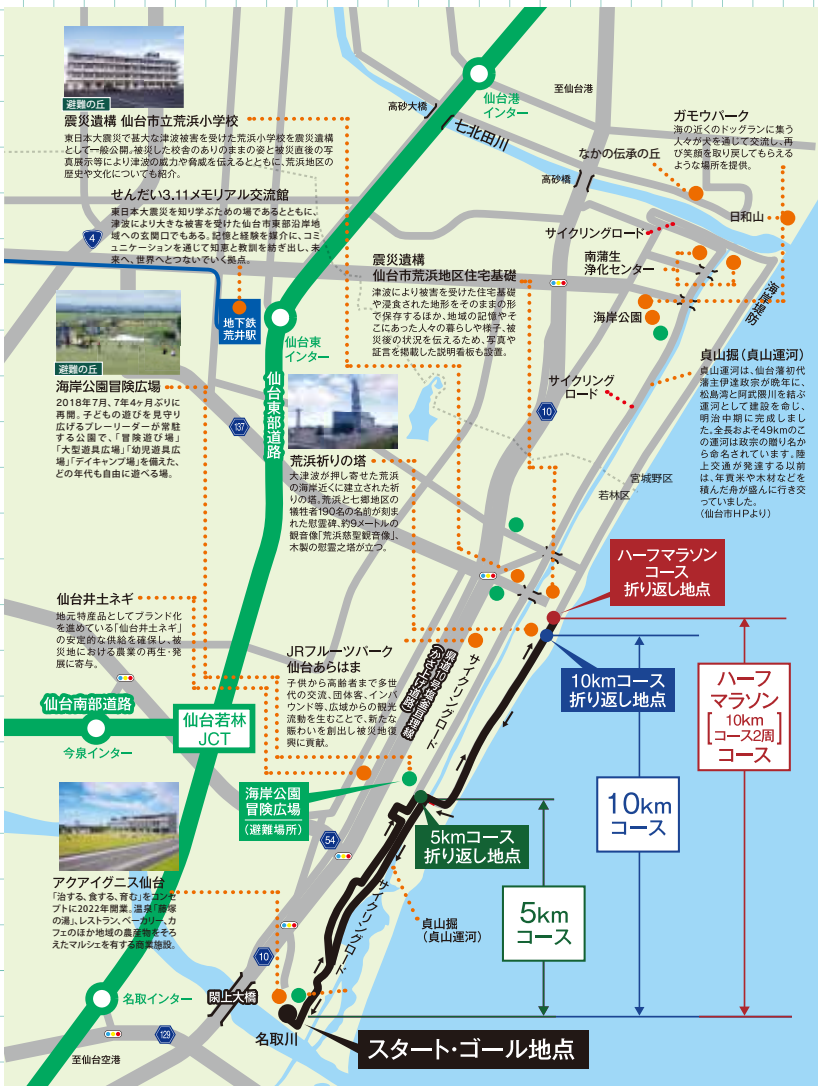 避難の丘
震災遺構 仙台市立荒浜小学校
東日本大震災で甚大な津波被害を受けた荒浜小学校を震災遺構
として一般公開。被災した校舎のありのままの姿と被災直後の写
真展示等により津波の威力や脅威を伝えるとともに、荒浜地区の
歴史や文化についても紹介。
せんだい3.11メモリアル交流館
東日本大震災を知り学ぶための場であるとともに、
津波により大きな被害を受けた仙台市東部沿岸地
域への玄関口でもある。記憶と経験を媒介に、コミ
ュニケーションを通じて知恵と教訓を紡ぎ出し、未
来へ、世界へとつないでいく拠点。
4
地下鉄
荒井駅
仙台港
インター
至仙台港
高砂大橋
七北田川
高砂橋
なかの伝承の丘
ガモウパーク
海の近くのドッグランに集う
人々が犬を通じて交流し、再
び笑顔を取り戻してもらえる
ような場所を提供。
日和山
サイクリングロード
南蒲生
浄化センター
海岸公園
海岸堤防
震災遺構
仙台市荒浜地区住宅基礎
津波により被害を受けた住宅基礎
や浸食された地形をそのままの形
で保存するほか、地域の記憶やそ
こにあった人々の暮らしや様子、被
災後の状況を伝えるため、写真や
証言を掲載した説明看板も設置。
仙台東
インター
仙台東部道路
避難の丘
海岸公園冒険広場
2018年7月、7年4ヶ月ぶりに
再開。子どもの遊びを見守り
広げるプレーリーダーが常駐
する公園で、「冒険遊び場」
「大型遊具広場」「幼児遊具広
場」「デイキャンプ場」を備えた、
どの年代も自由に遊べる場。
137
サイクリング
ロード
10
貞山掘(貞山運河)
貞山運河は、仙台藩初代
藩主伊達政宗が晩年に、
松島湾と阿武隈川を結ぶ
運河として建設を命じ、
明治中期に完成しまし
た。全長およそ49kmのこ
の運河は政宗の贈り名か
ら命名されています。陸
上交通が発達する以前
は、年貢米や木材などを
積んだ舟が盛んに行き交
っていました。
(仙台市HPより)
宮城野区
若林区
荒浜祈りの塔
大津波が押し寄せた荒浜
の海岸近くに建立された祈
りの塔。荒浜と七郷地区の
犠牲者190名の名前が刻ま
れた慰霊碑、約9メートルの
観音像「荒浜慈聖観音像」、
木製の慰霊之塔が立つ。
ハーフマラソン
コース
折り返し地点
仙台井土ネギ
地元特産品としてブランド化
を進めている「仙台井土ネギ」
の安定的な供給を確保し、被
災地における農業の再生・発
展に寄与。
JRフルーツパーク
仙台あらはま
子供から高齢者まで多世
代の交流、団体客、インバ
ウンド等、広域からの観光
流動を生むことで、新たな
賑わいを創出し被災地復
興に貢献。
県道10号塩釜亘理線
(かさ上げ道路)
サイクリングロード
10kmコース
折り返し地点
ハーフ
マラソン
[10km
コース2周]
コース
仙台南部道路
今泉インター
仙台若林
JCT
海岸公園
冒険広場
(避難場所)
54
5kmコース
折り返し地点
10km
コース
5km
コース
アクアイグニス仙台
「治する、食する、育む」をコンセ
プトに2022年開業。温泉「藤塚
の湯」、レストラン、ベーカリー、カ
フェのほか地域の農産物をそろ
えたマルシェを有する商業施設。
サイクリングロード
貞山掘
(貞山運河)
10
閖上大橋
名取インター
129
至仙台空港
名取川
スタート・ゴール地点